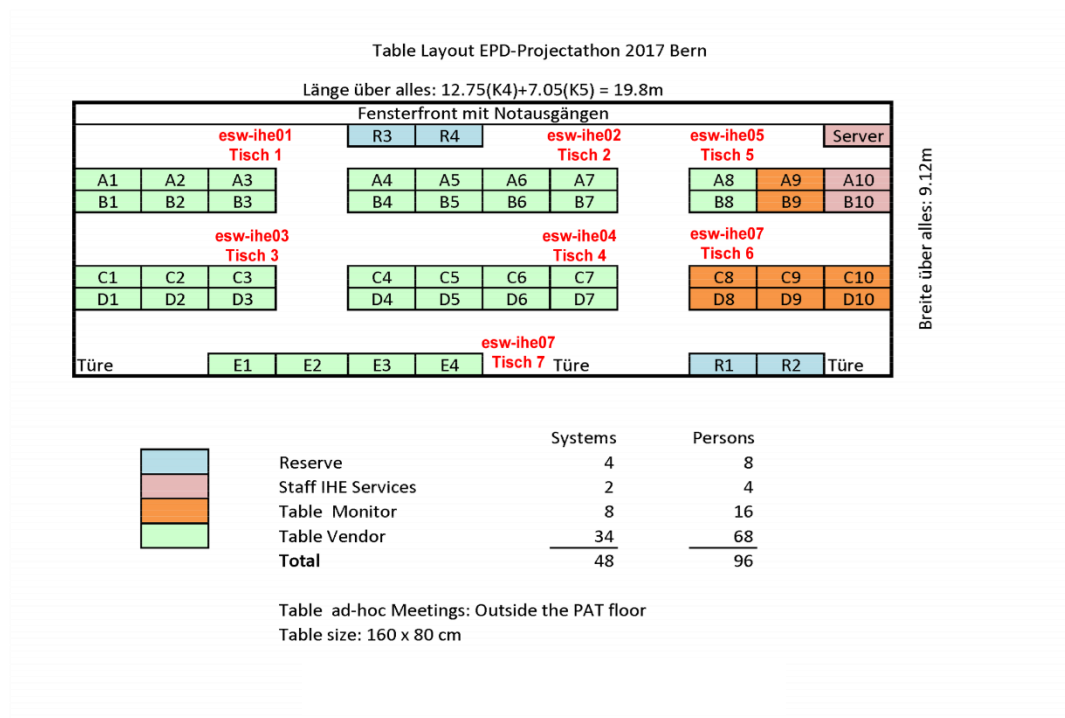 Table Layout EPD-Projectathon 2017 Bern
Länge über alles: 12.75(K4)+7.05(K5) = 19.8m
Fensterfront mit Notausgängen
esw-ihe01 R3 R4 esw-ihe02 esw-ihe05 Server
Tisch 1 Tisch 2 Tisch 5
A1 A2 A3 A4 A5 A6 A7 A8 A9 A10
B1 B2 B3 B4 B5 B6 B7 B8 B9 B10
esw-ihe03 esw-ihe04 esw-ihe07
Tisch 3 Tisch 4 Tisch 6
C1 C2 C3 C4 C5 C6 C7 C8 C9 C10
D1 D2 D3 D4 D5 D6 D7 D8 D9 D10
esw-ihe07
Türe E1 E2 E3 E4 Tisch 7 Türe R1 R2 Türe
Breite über alles: 9.12m
Systems Persons
Reserve 4 8
Staff IHE Services 2 4
Table Monitor 8 16
Table Vendor 34 68
Total 48 96
Table ad-hoc Meetings: Outside the PAT floor
Table size: 160 x 80 cm